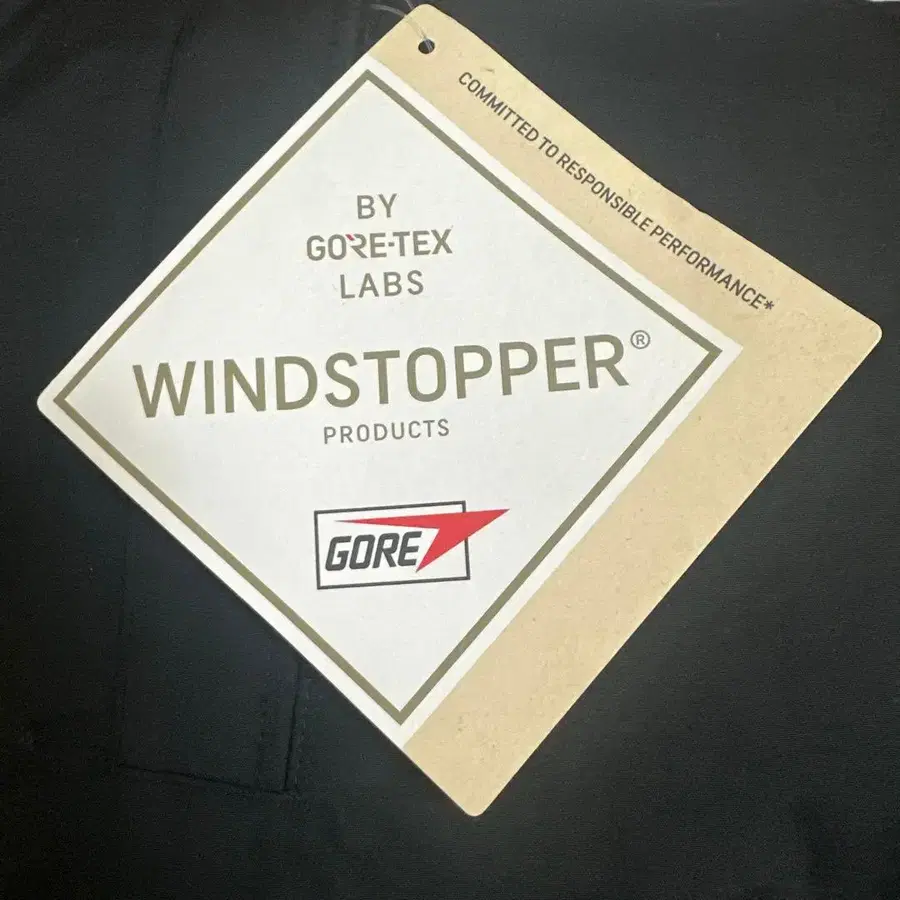 COMMITTED TO RESPONSIBLE PERFORMANCE*
BY
GORE-TEX
LABS
WINDSTOPPER®
PRODUCTS
GORE